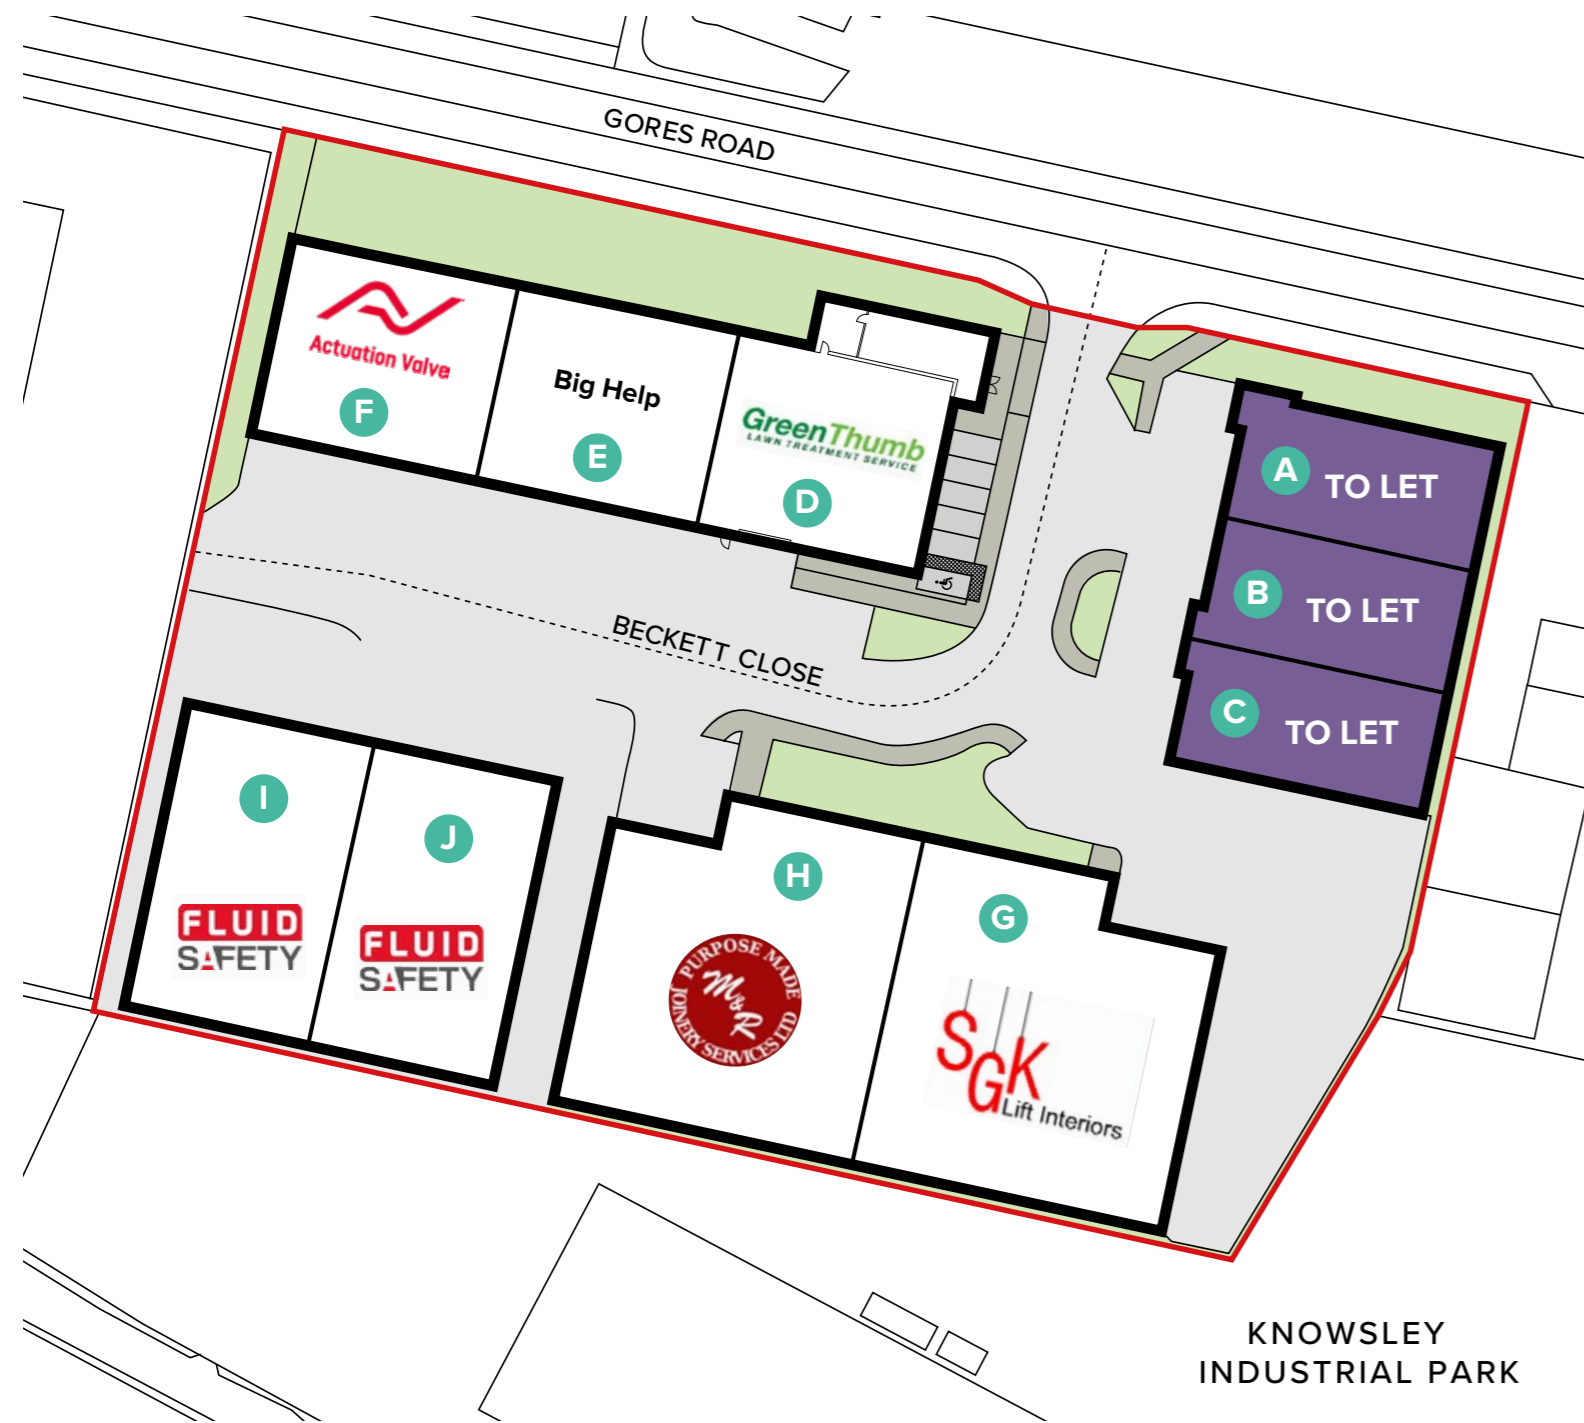 GORES ROAD
Actuation Valve
F
Big Help
E
GreenThumb
LAWN TREATMENT SERVICE
D
A TO LET
B TO LET
C TO LET
BECKETT CLOSE
I
FLUID
SAFETY
J
FLUID
SAFETY
H
PURPOSE MADE
M&R
JOINERY SERVICES LTD
G
SGK
Lift Interiors
KNOWSLEY
INDUSTRIAL PARK